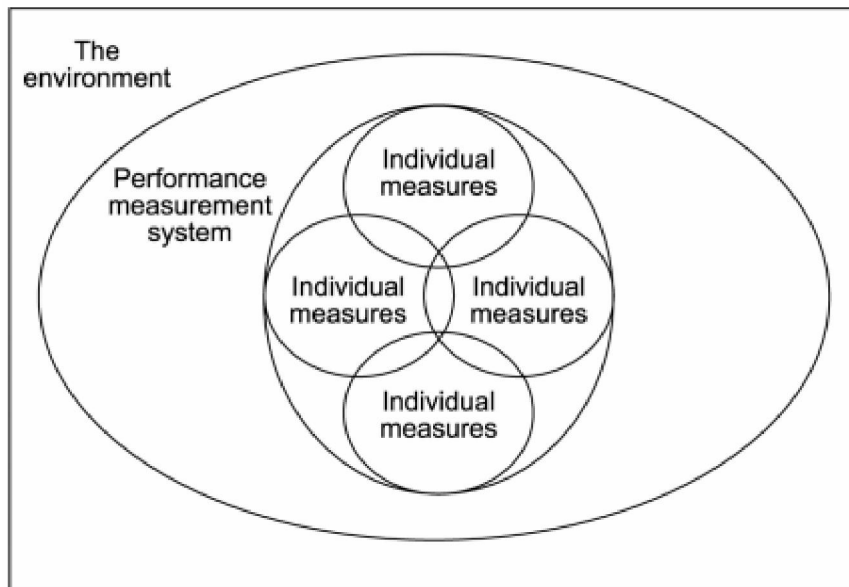 The
environment
Performance
measurement
system
Individual
measures
Individual
measures
Individual
measures
Individual
measures